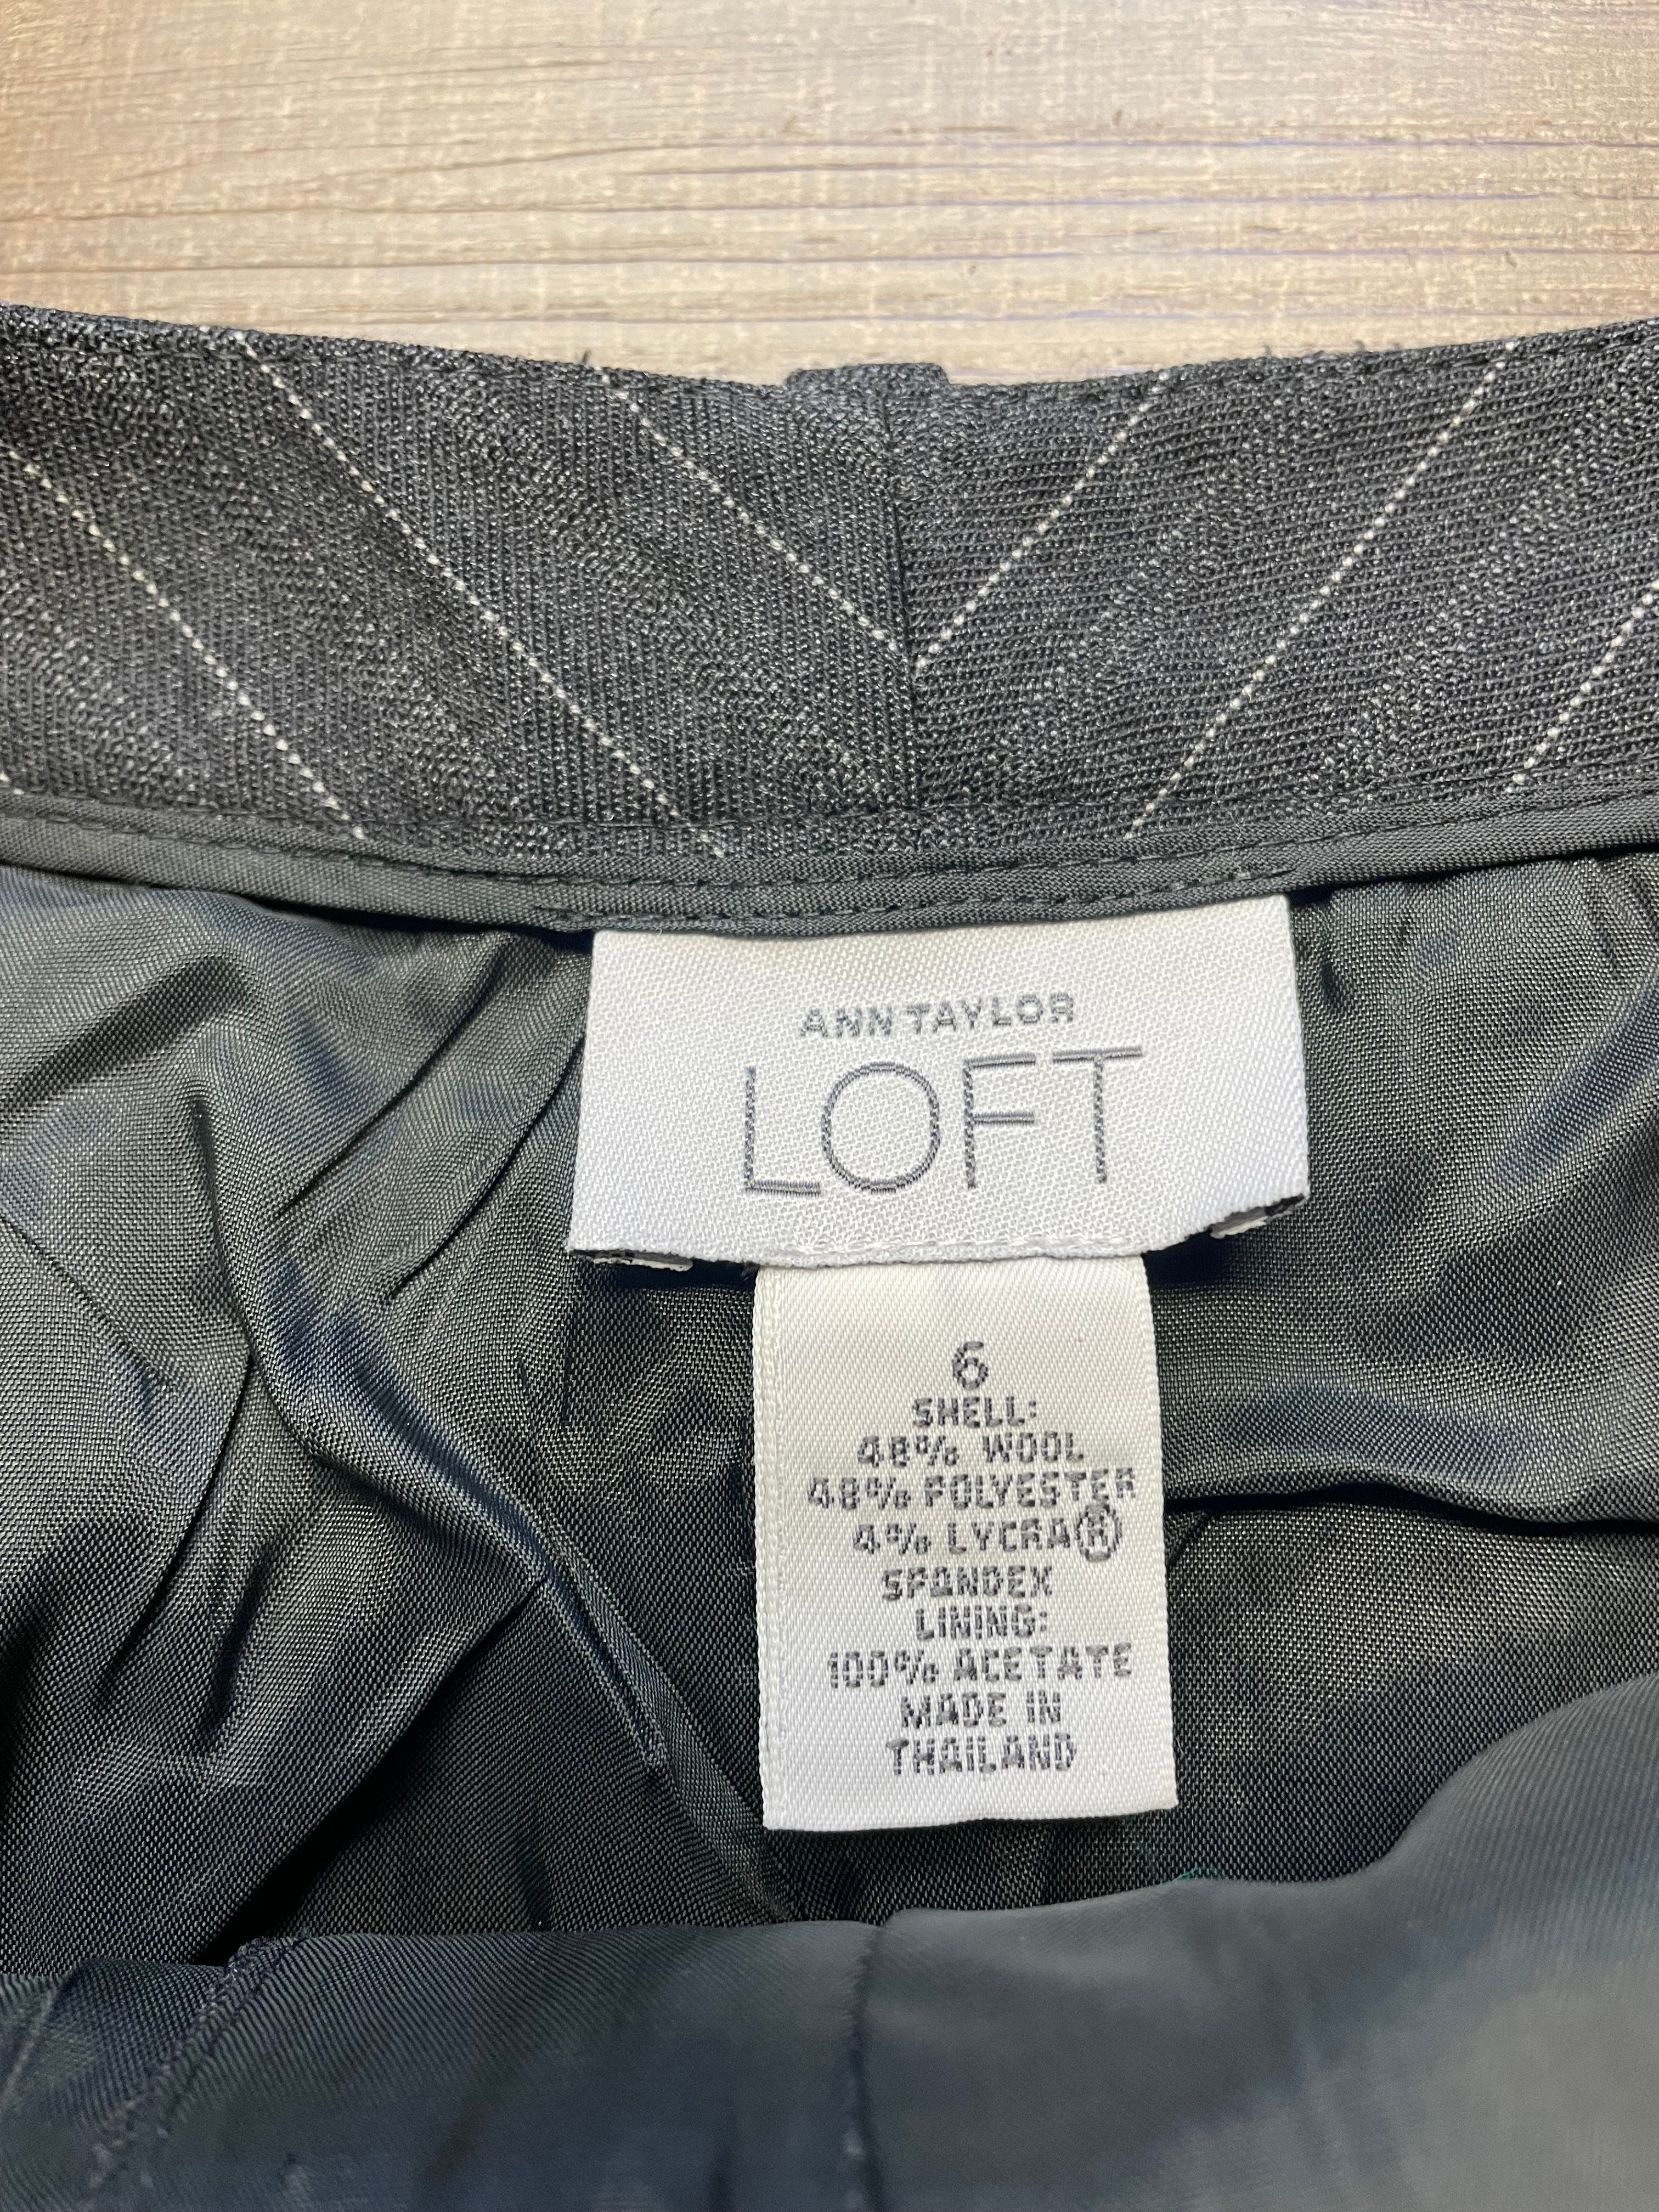 ANN TAYLOR
LOFT
6
SHELL:
48% WOOL
48% POLYESTER
4% LYCRA®
SPANDEX
LINING:
100% ACETATE
MADE IN
THAILAND